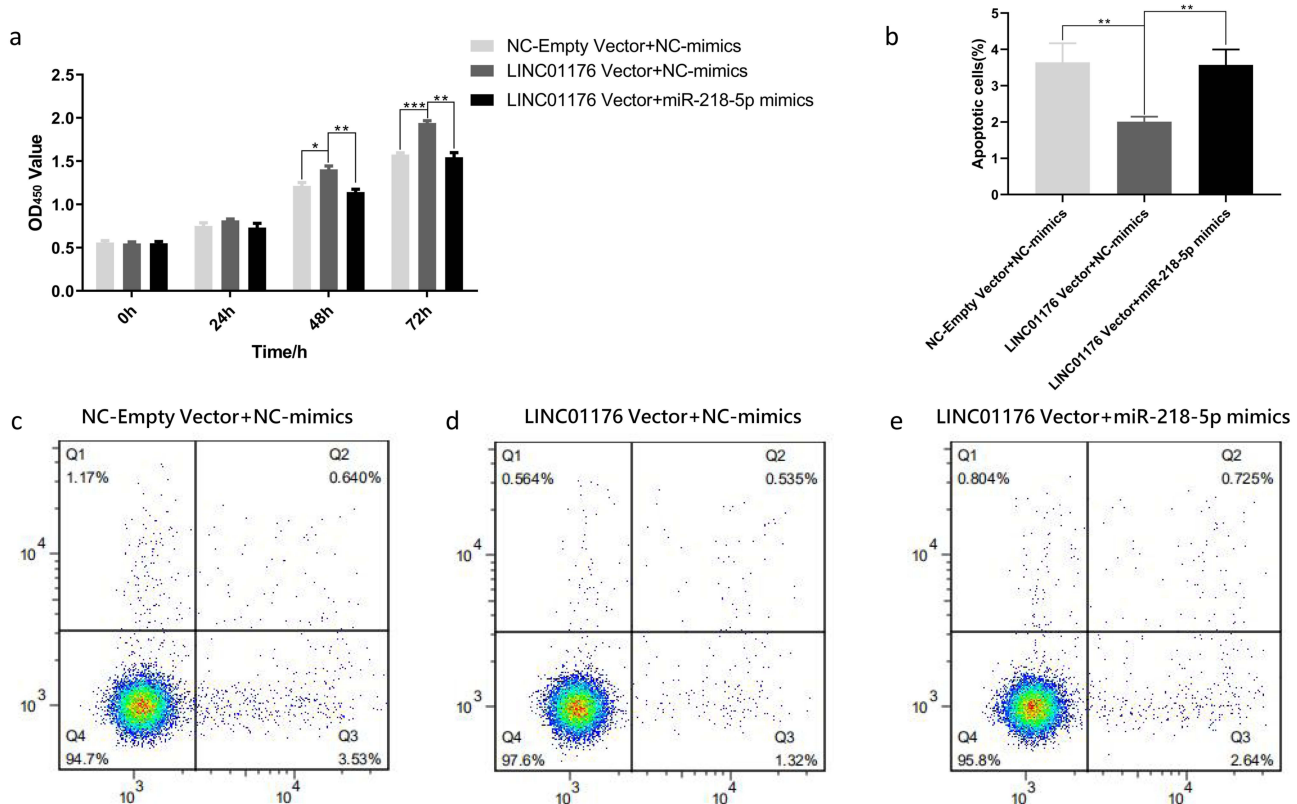 a
NC-Empty Vector+NC-mimics
LINC01176 Vector+NC-mimics
LINC01176 Vector+miR-218-5p mimics
2.5
2.0
1.5
1.0
0.5
0.0
OD450 Value
* ** *** **
0h 24h 48h 72h
Time/h
b
5
4
3
2
1
0
Apoptotic cells(%)
** **
NC-Empty Vector+NC-mimics
LINC01176 Vector+NC-mimics
LINC01176 Vector+miR-218-5p mimics
c
NC-Empty Vector+NC-mimics
Q1
1.17%
Q2
0.640%
10^4
10^3
Q4
94.7%
Q3
3.53%
10^3 10^4
d
LINC01176 Vector+NC-mimics
Q1
0.564%
Q2
0.535%
10^4
10^3
Q4
97.6%
Q3
1.32%
10^3 10^4
e
LINC01176 Vector+miR-218-5p mimics
Q1
0.804%
Q2
0.725%
10^4
10^3
Q4
95.8%
Q3
2.64%
10^3 10^4